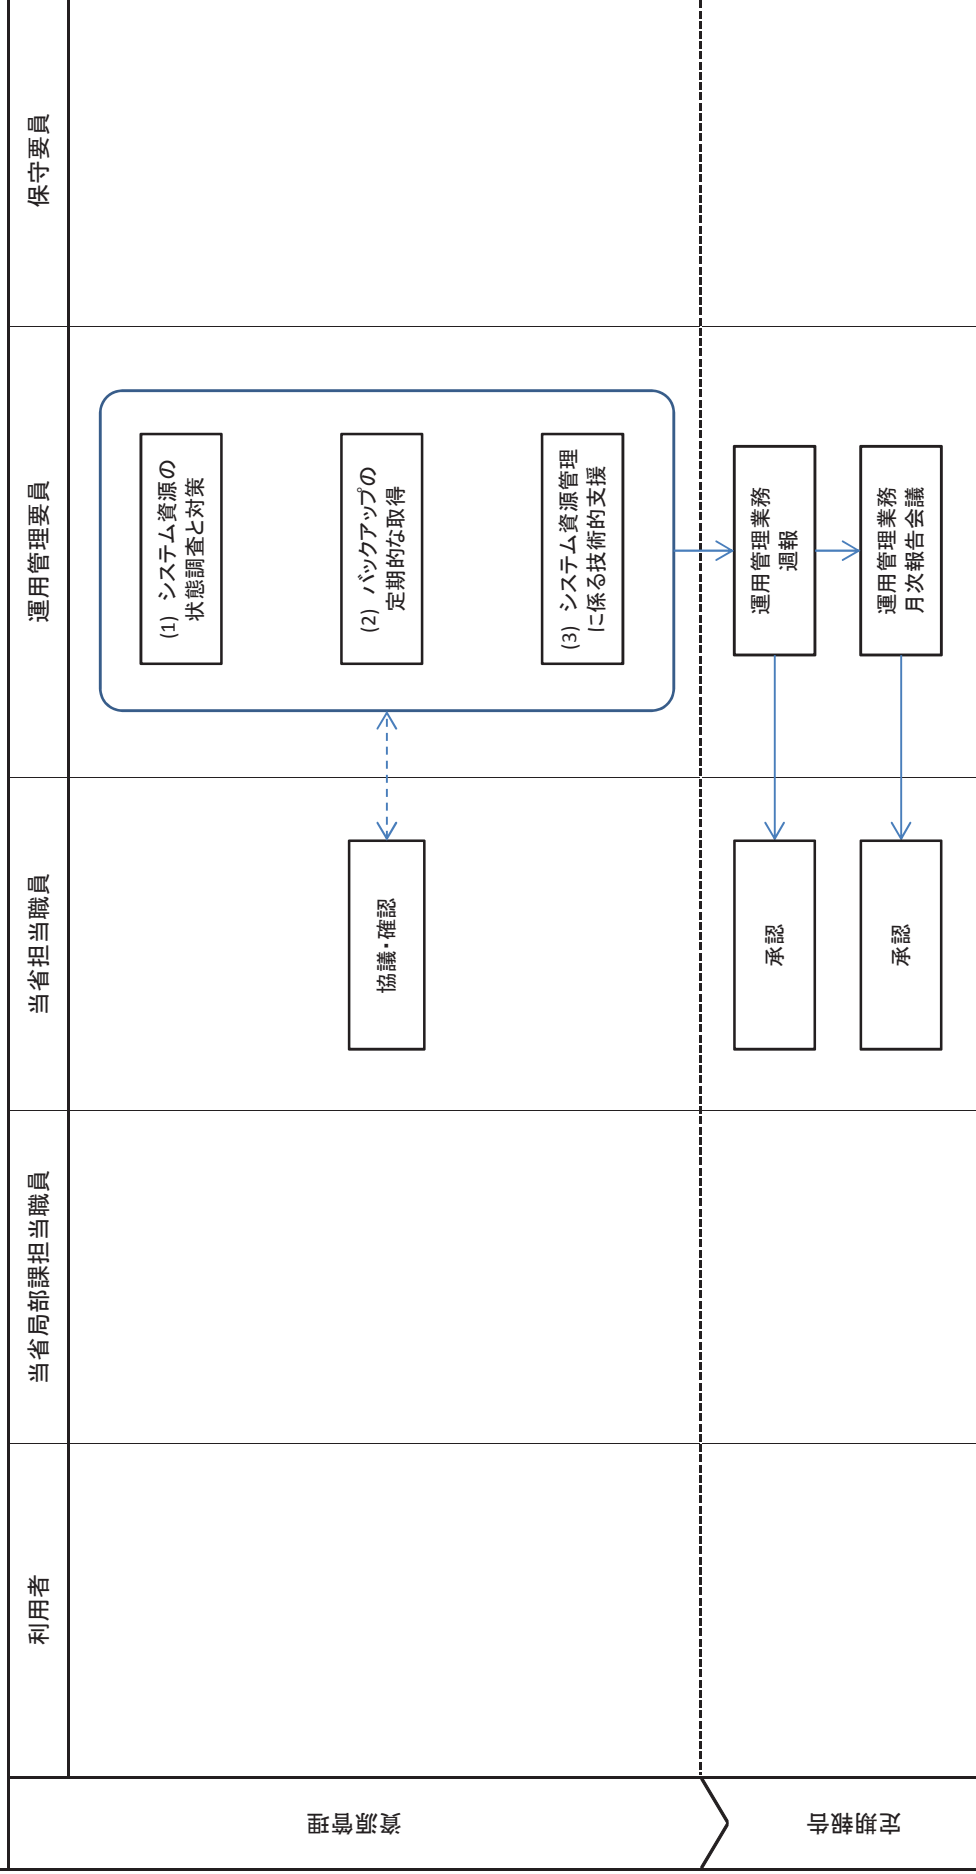 利用者
当省局部課担当職員
当省担当職員
運用管理要員
保守要員
資源管理
(1) システム資源の
状態調査と対策
(2) バックアップの
定期的な取得
(3) システム資源管理
に係る技術的支援
協議・確認
定期報告
運用管理業務
週報
承認
運用管理業務
月次報告会議
承認